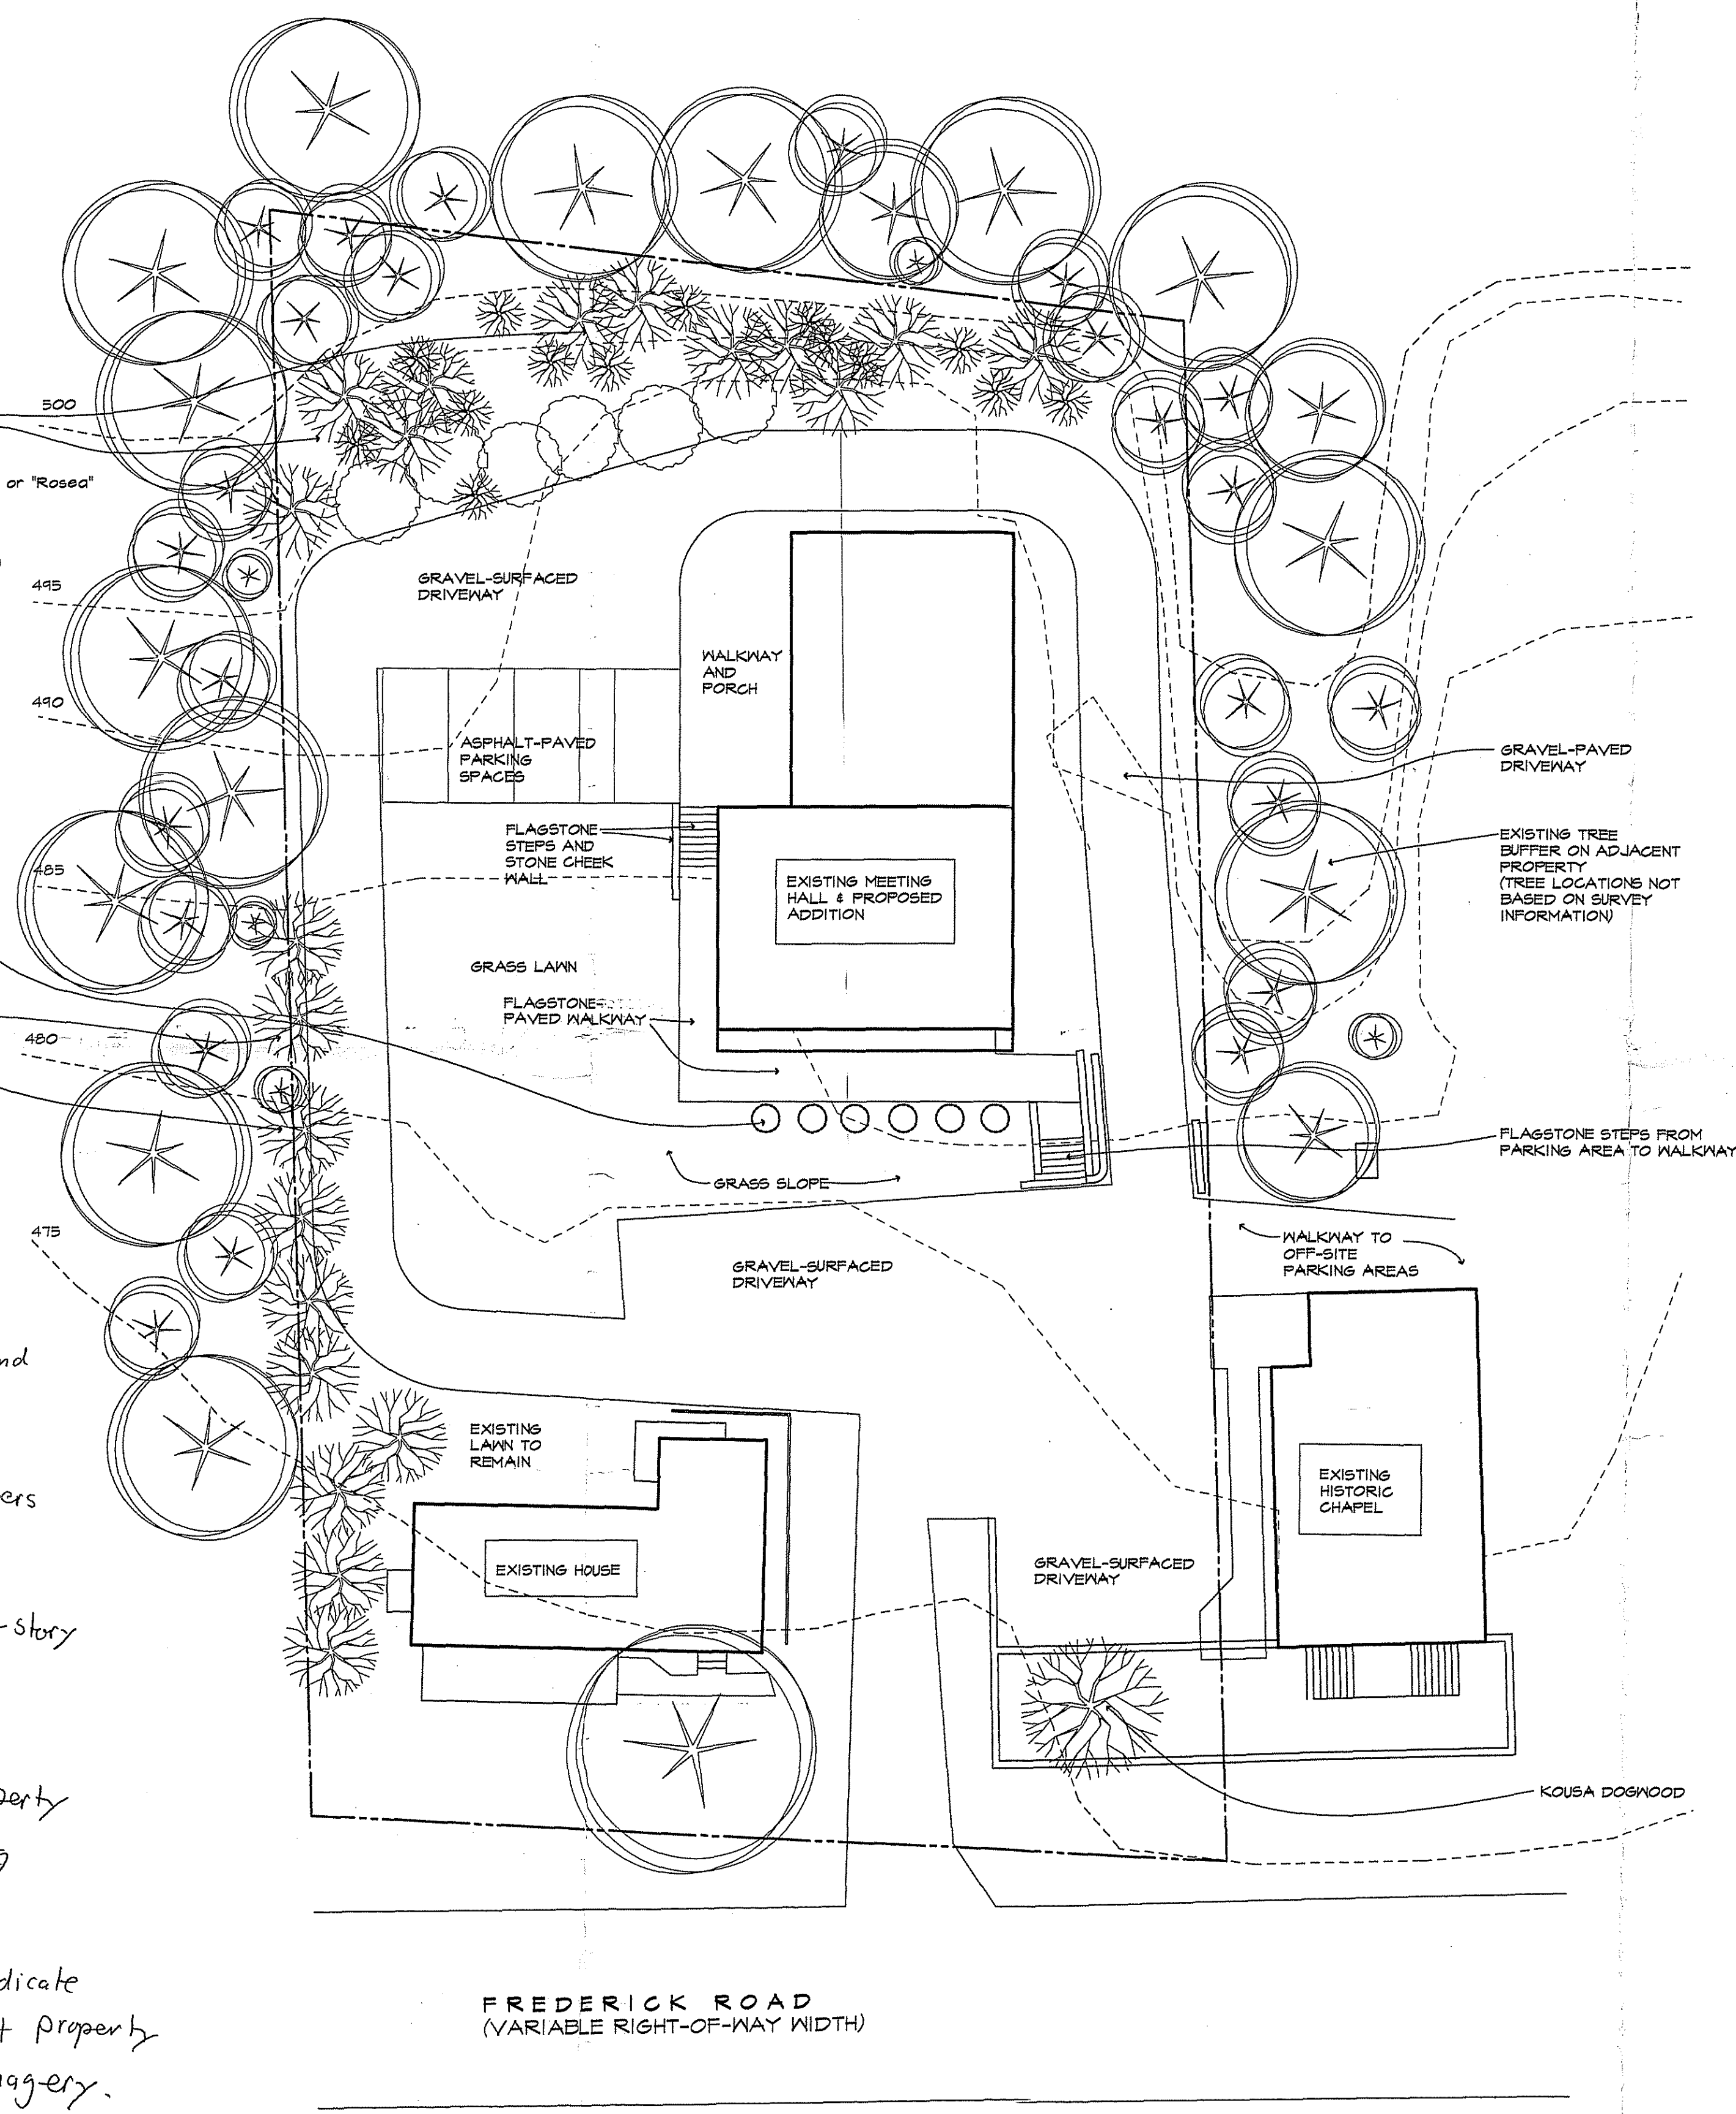 500
or "Rosea"
495
GRAVEL-SURFACED
DRIVEWAY
WALKWAY
AND
PORCH
490
ASPHALT-PAVED
PARKING
SPACES
GRAVEL-PAVED
DRIVEWAY
FLAGSTONE
STEPS AND
STONE CHEEK
WALL
EXISTING TREE
BUFFER ON ADJACENT
PROPERTY
(TREE LOCATIONS NOT
BASED ON SURVEY
INFORMATION)
485
EXISTING MEETING
HALL & PROPOSED
ADDITION
GRASS LAWN
FLAGSTONE-
PAVED WALKWAY
480
FLAGSTONE STEPS FROM
PARKING AREA TO WALKWAY
GRASS SLOPE
475
WALKWAY TO
OFF-SITE
PARKING AREAS
GRAVEL-SURFACED
DRIVEWAY
nd
EXISTING
LAWN TO
REMAIN
EXISTING
HISTORIC
CHAPEL
ers
EXISTING HOUSE
GRAVEL-SURFACED
DRIVEWAY
-story
KOUSA DOGWOOD
perty
g
dicate
FREDERICK ROAD
(VARIABLE RIGHT-OF-WAY WIDTH)
t property
agery.